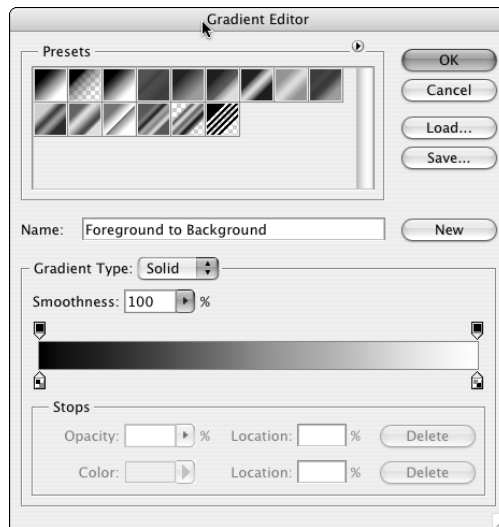 Gradient Editor
Presets
OK
Cancel
Load...
Save...
Name: Foreground to Background
New
Gradient Type: Solid
Smoothness: 100 %
Stops
Opacity: % Location: % Delete
Color: Location: % Delete